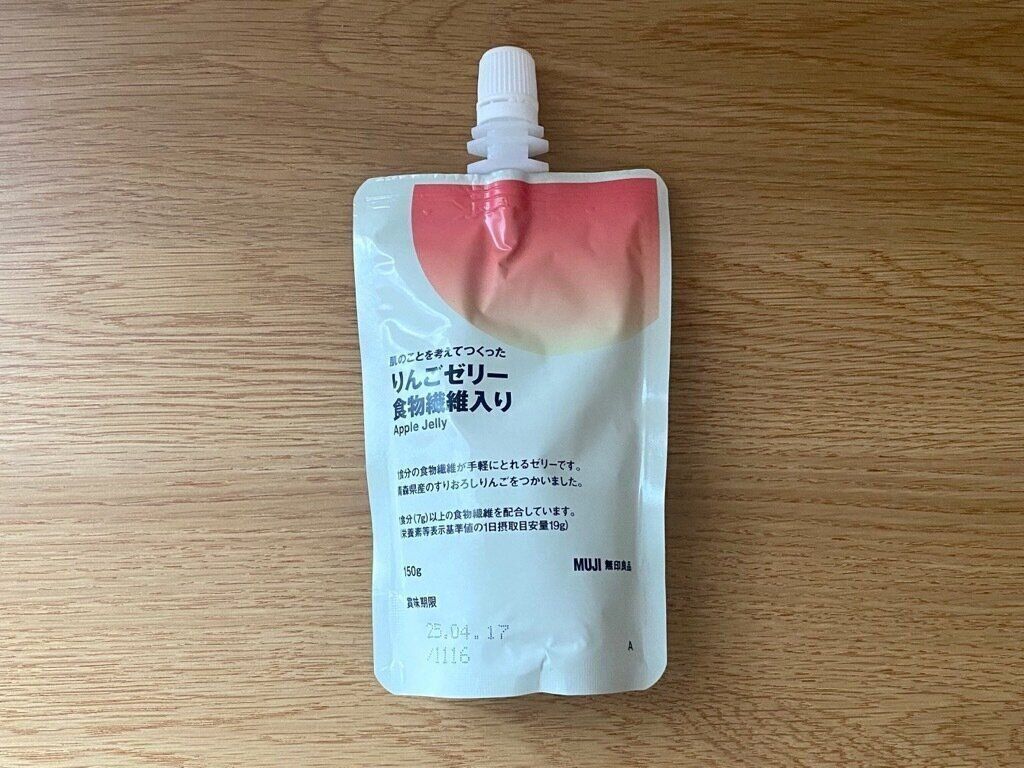 肌のことを考えてつくった
りんごゼリー
食物繊維入り
Apple Jelly
食分の食物繊維が手軽にとれるゼリーです。
青森県産のすりおろしりんごをつかいました。
食分(7g)以上の食物繊維を配合しています。
(栄養素等表示基準値の1日摂取目安量19g)
150g
MUJI 無印良品
賞味期限
25.04.17
/1116
A